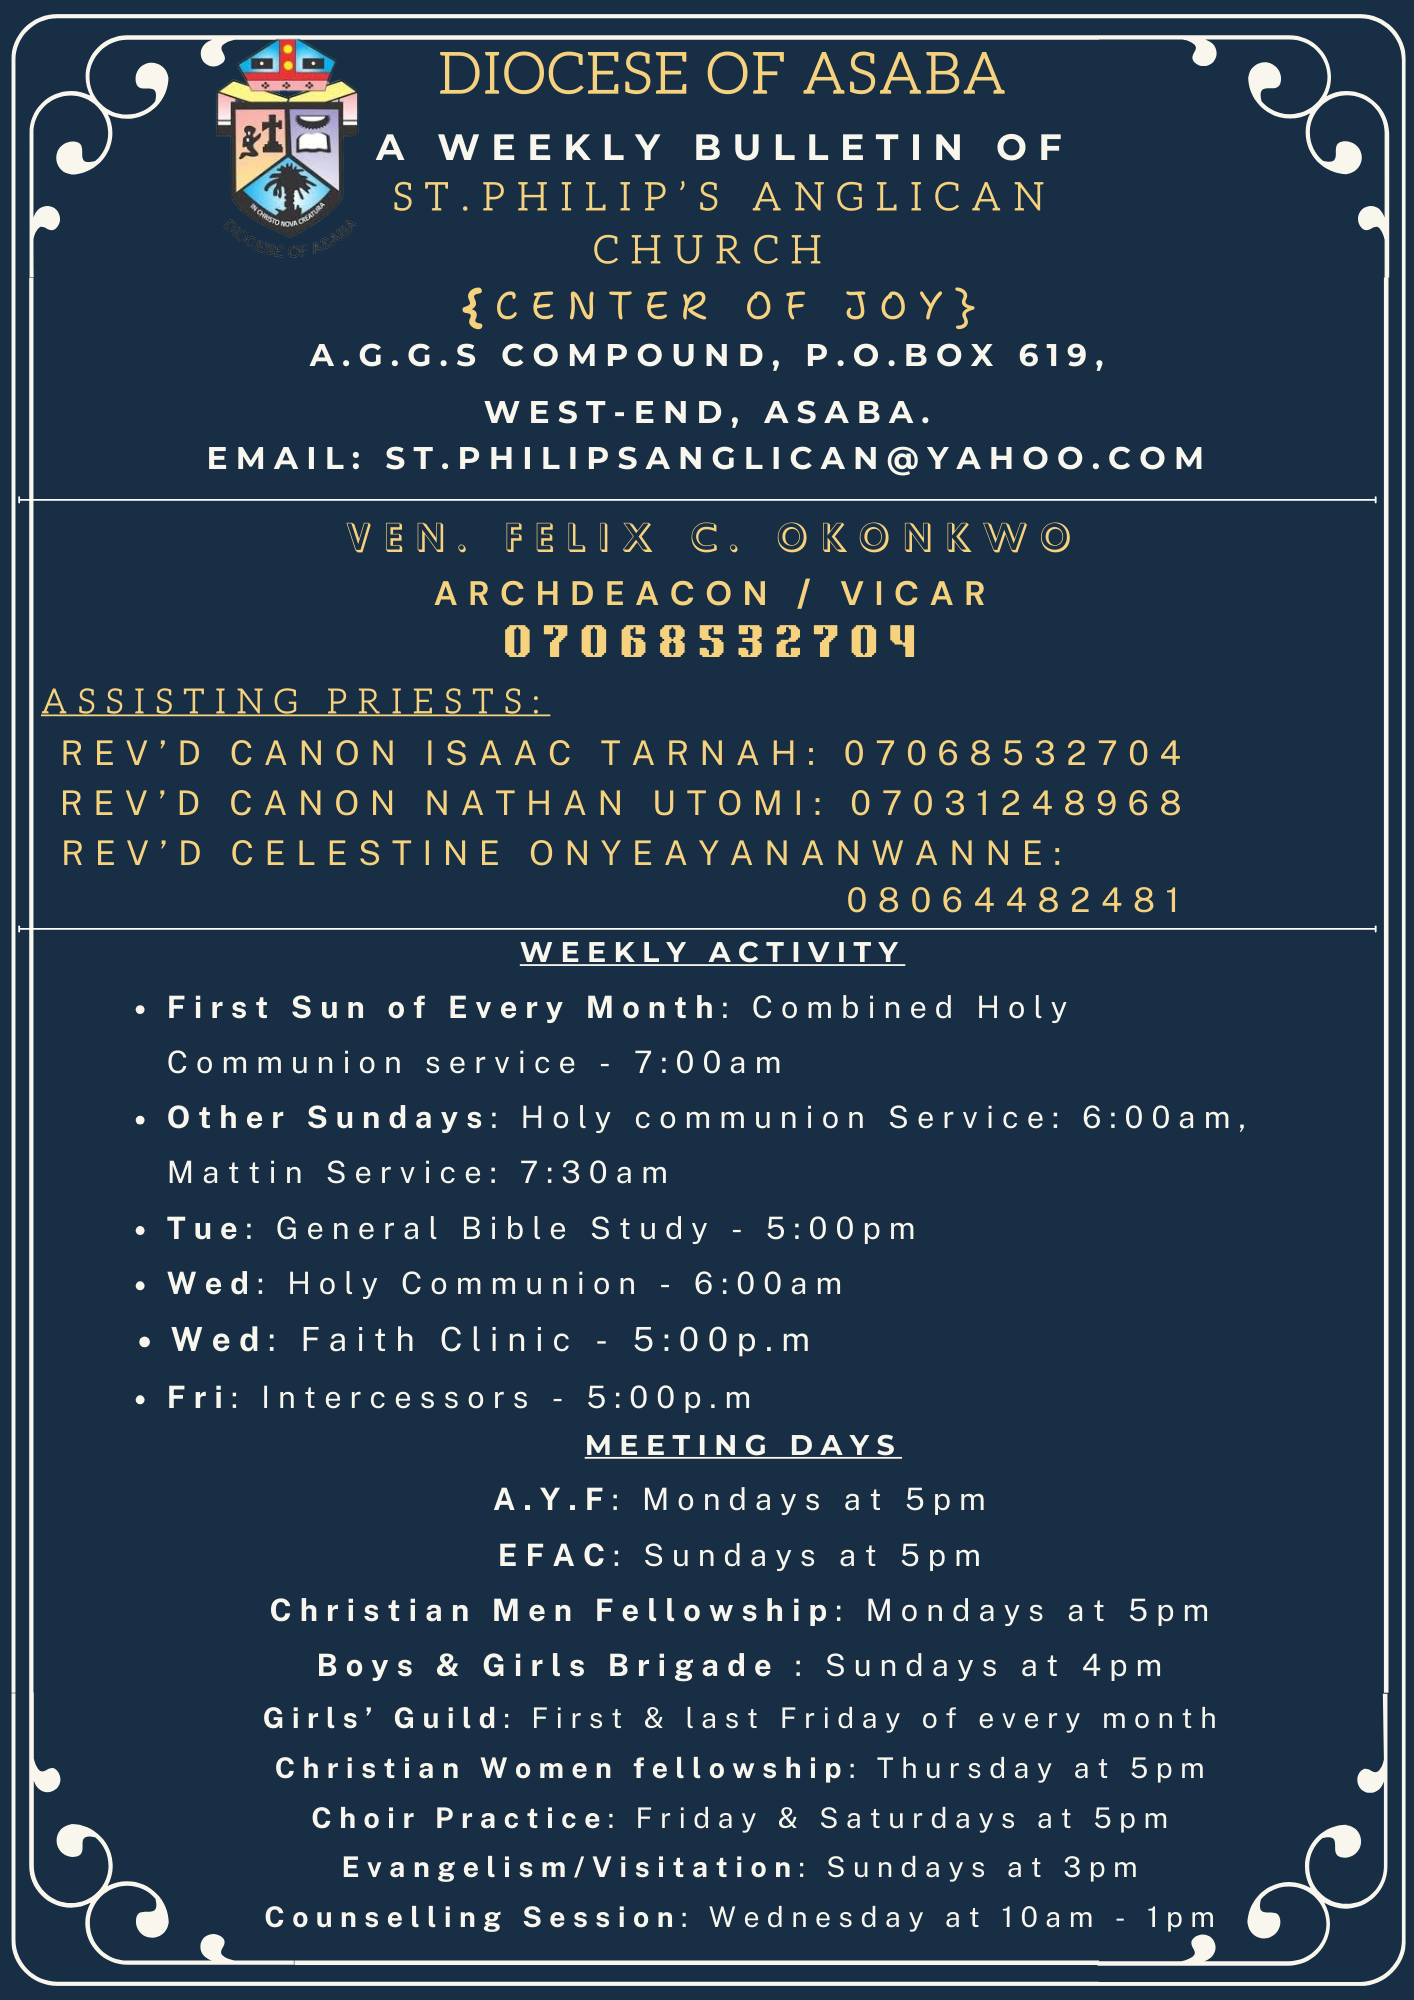 DIOCESE OF ASABA
A WEEKLY BULLETIN OF
ST.PHILIP’S ANGLICAN
CHURCH
{CENTER OF JOY}
A.G.G.S COMPOUND, P.O.BOX 619,
WEST-END, ASABA.
EMAIL: ST.PHILIPSANGLICAN@YAHOO.COM
IN CHRISTO NOVA CREATURA
DIOCESE OF ASABA
VEN. FELIX C. OKONKWO
ARCHDEACON / VICAR
07068532704
ASSISTING PRIESTS:
REV’D CANON ISAAC TARNAH: 07068532704
REV’D CANON NATHAN UTOMI: 07031248968
REV’D CELESTINE ONYEAYANANWANNE:
08064482481
WEEKLY ACTIVITY
• First Sun of Every Month: Combined Holy
Communion service - 7:00am
• Other Sundays: Holy communion Service: 6:00am,
Mattin Service: 7:30am
• Tue: General Bible Study - 5:00pm
• Wed: Holy Communion - 6:00am
• Wed: Faith Clinic - 5:00p.m
• Fri: Intercessors - 5:00p.m
MEETING DAYS
A.Y.F: Mondays at 5pm
EFAC: Sundays at 5pm
Christian Men Fellowship: Mondays at 5pm
Boys & Girls Brigade : Sundays at 4pm
Girls’ Guild: First & last Friday of every month
Christian Women fellowship: Thursday at 5pm
Choir Practice: Friday & Saturdays at 5pm
Evangelism/Visitation: Sundays at 3pm
Counselling Session: Wednesday at 10am - 1pm